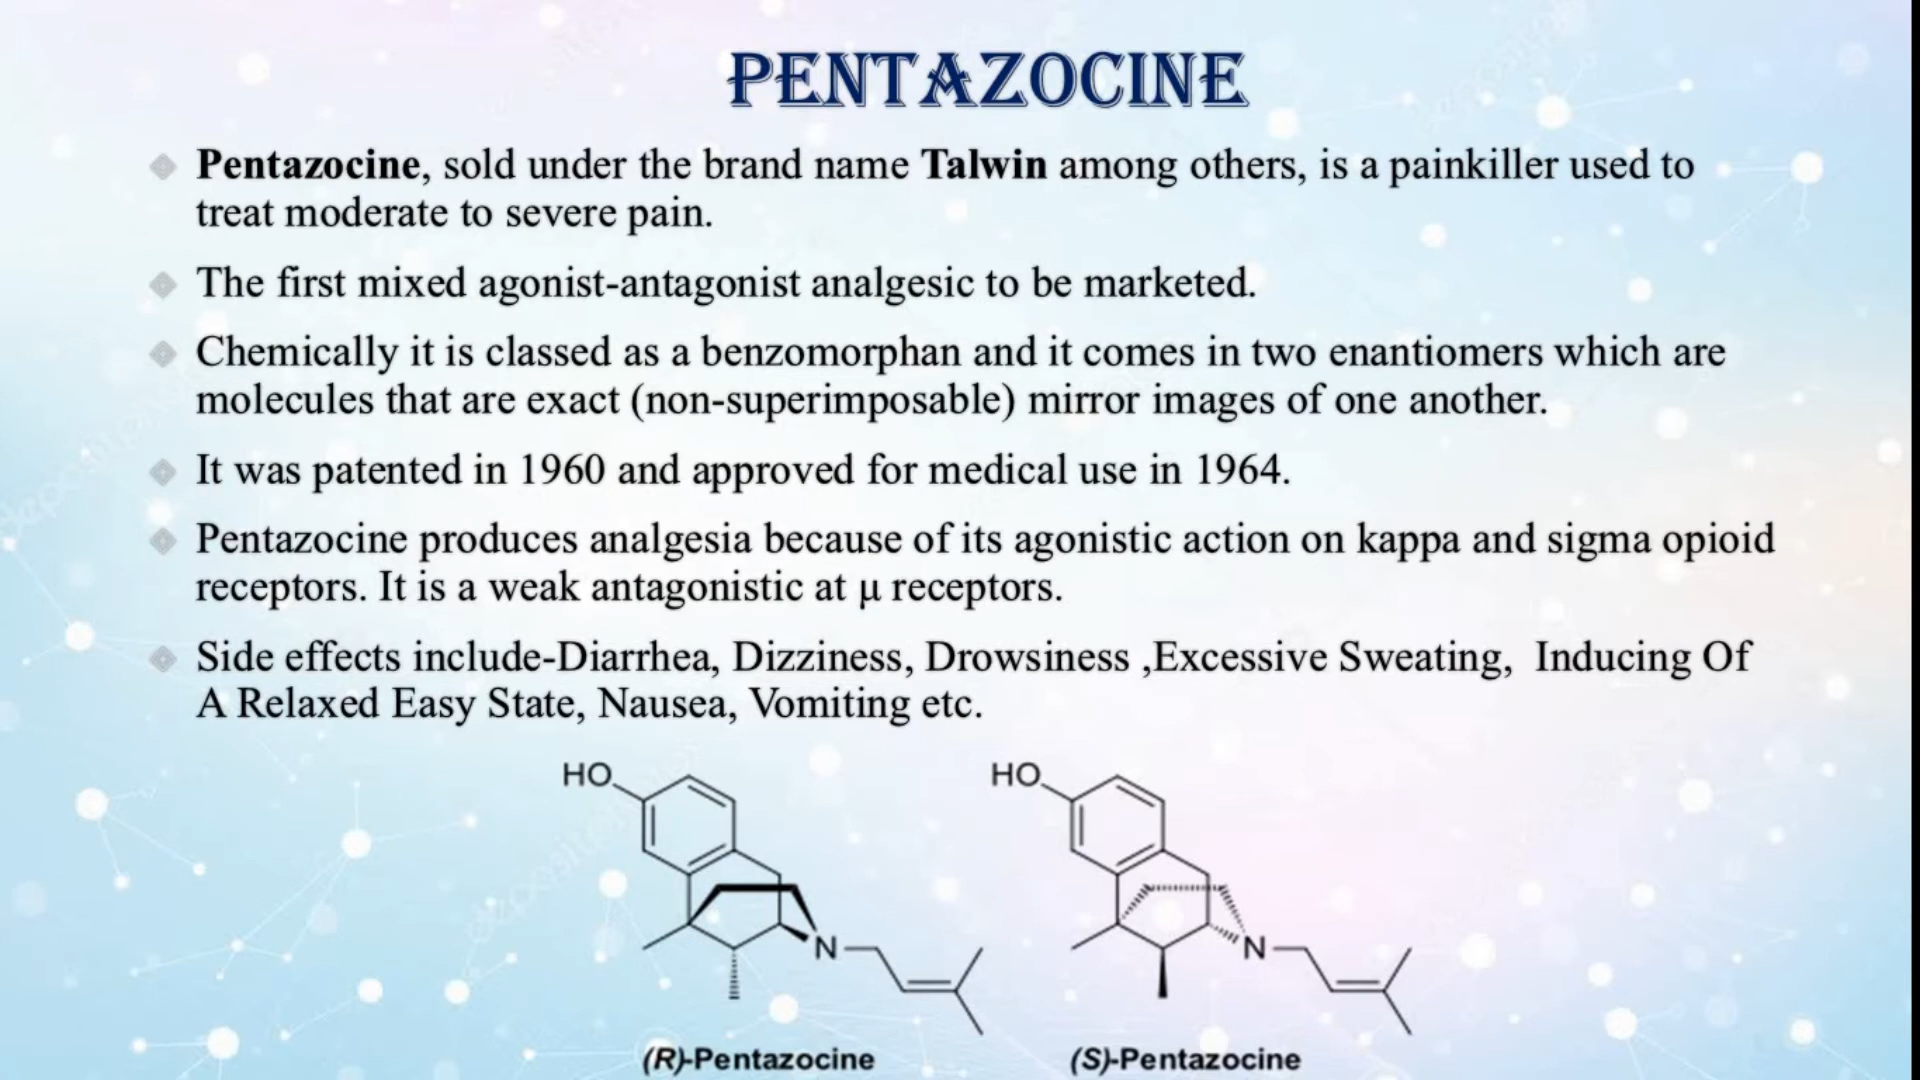 PENTAZOCINE
Pentazocine, sold under the brand name Talwin among others, is a painkiller used to
treat moderate to severe pain.
The first mixed agonist-antagonist analgesic to be marketed.
Chemically it is classed as a benzomorphan and it comes in two enantiomers which are
molecules that are exact (non-superimposable) mirror images of one another.
It was patented in 1960 and approved for medical use in 1964.
Pentazocine produces analgesia because of its agonistic action on kappa and sigma opioid
receptors. It is a weak antagonistic at µ receptors.
Side effects include-Diarrhea, Dizziness, Drowsiness ,Excessive Sweating, Inducing Of
A Relaxed Easy State, Nausea, Vomiting etc.
HO
N
(R)-Pentazocine
HO
N
(S)-Pentazocine